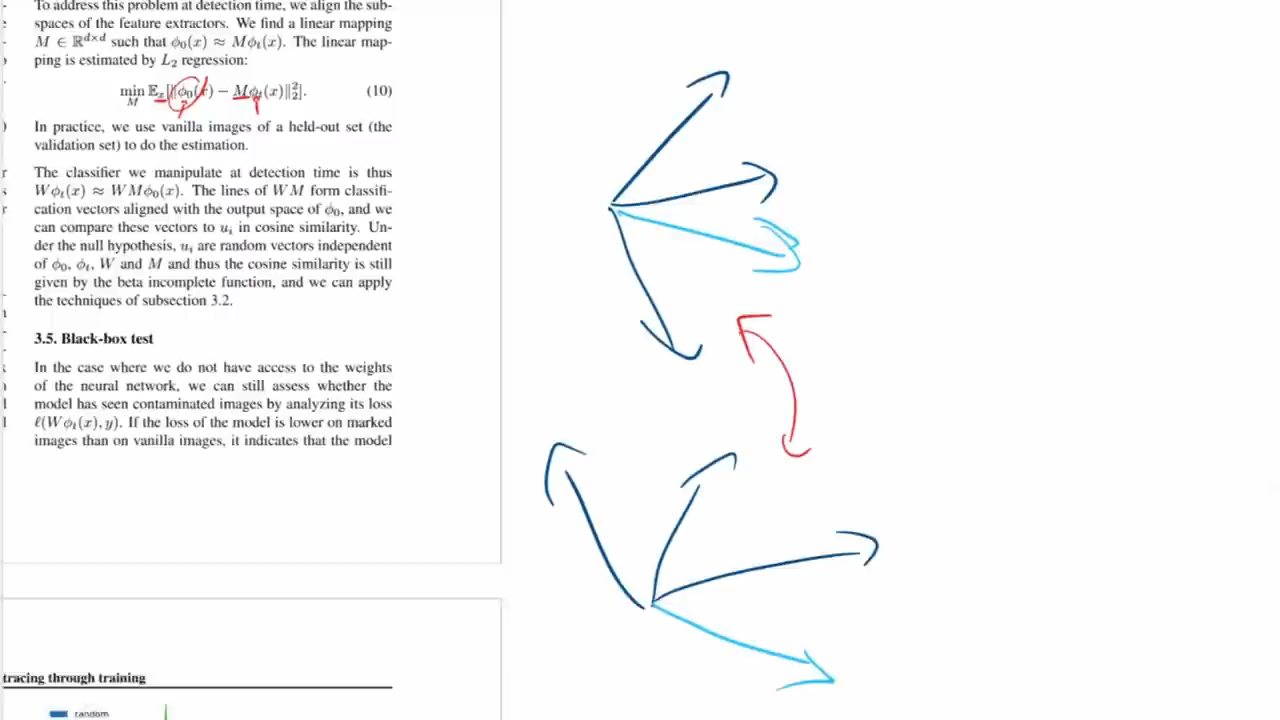 To address this problem at detection time, we align the sub-
spaces of the feature extractors. We find a linear mapping
M ∈ ℝ^{d×d} such that ϕ₀(x) ≈ Mϕₜ(x). The linear map-
ping is estimated by L₂ regression:
min_M 𝔼ₓ[‖ϕ₀(x) − Mϕₜ(x)‖₂²]. (10)
In practice, we use vanilla images of a held-out set (the
validation set) to do the estimation.
The classifier we manipulate at detection time is thus
Wϕₜ(x) ≈ WMϕ₀(x). The lines of WM form classifi-
cation vectors aligned with the output space of ϕ₀, and we
can compare these vectors to uᵢ in cosine similarity. Un-
der the null hypothesis, uᵢ are random vectors independent
of ϕ₀, ϕₜ, W and M and thus the cosine similarity is still
given by the beta incomplete function, and we can apply
the techniques of subsection 3.2.
3.5. Black-box test
In the case where we do not have access to the weights
of the neural network, we can still assess whether the
model has seen contaminated images by analyzing its loss
ℓ(Wϕₜ(x), y). If the loss of the model is lower on marked
images than on vanilla images, it indicates that the model
tracing through training
random